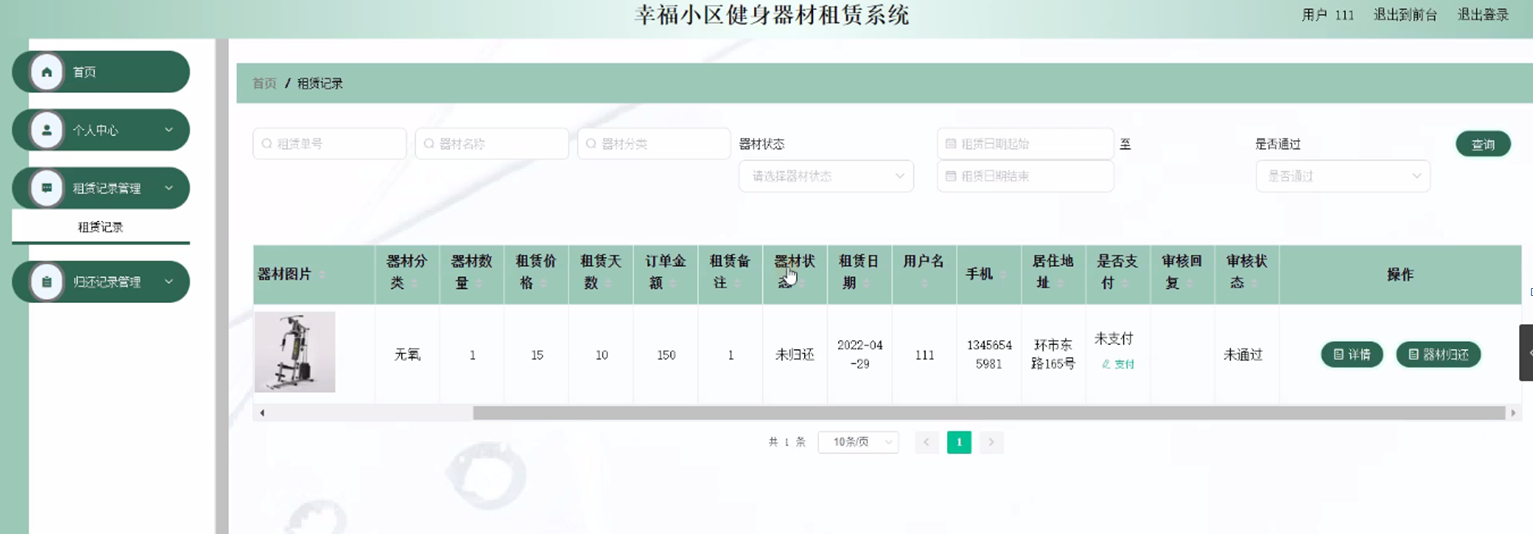 幸福小区健身器材租赁系统
用户 111 退出到前台 退出登录
首页
个人中心
租赁记录管理
租赁记录
归还记录管理
首页 / 租赁记录
租赁单号 器材名称 器材分类 器材状态 租赁日期起始 至 是否通过 查询
请选择器材状态 租赁日期结束 是否通过
器材图片 器材分类 器材数量 租赁价格 租赁天数 订单金额 租赁备注 器材状态 租赁日期 用户名 手机 居住地址 是否支付 审核回复 审核状态 操作
无氧 1 15 10 150 1 未归还 2022-04-29 111 13456545981 环市东路165号 未支付 支付 未通过 详情 器材归还
共 1 条 10条/页 1